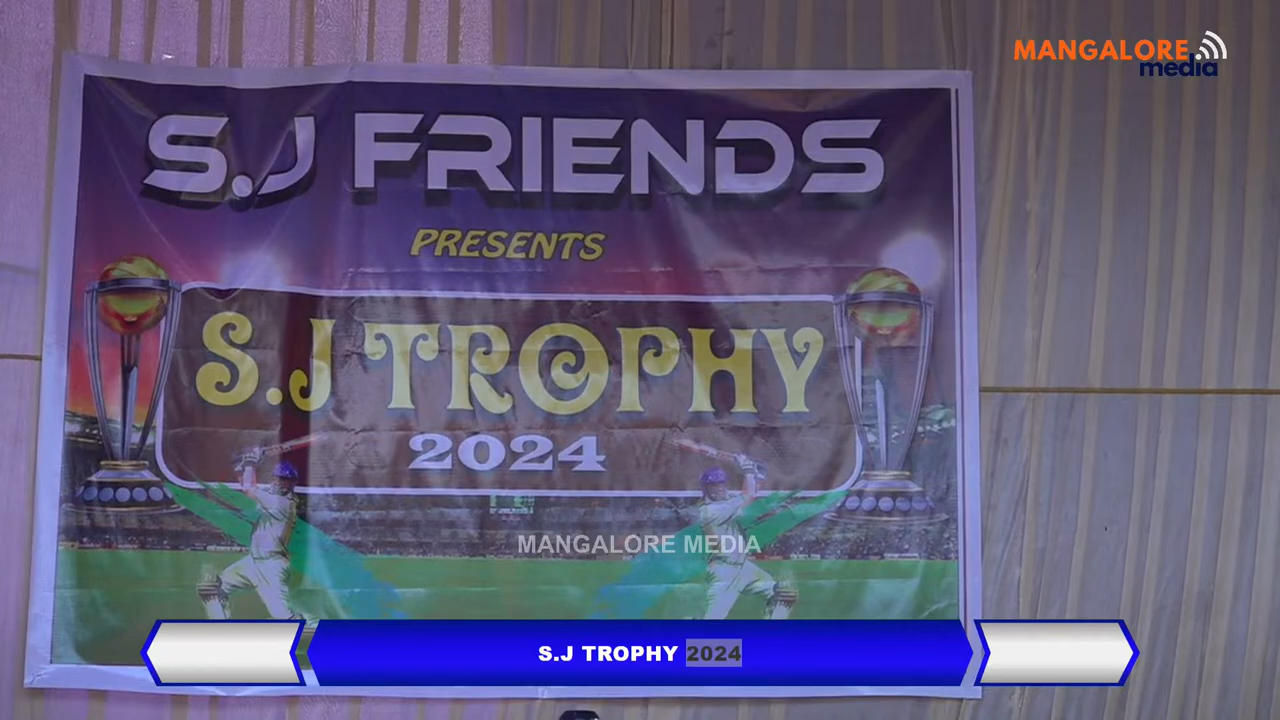 MANGALORE
media
S.J FRIENDS
PRESENTS
S.J TROPHY
2024
MANGALORE MEDIA
S.J TROPHY 2024